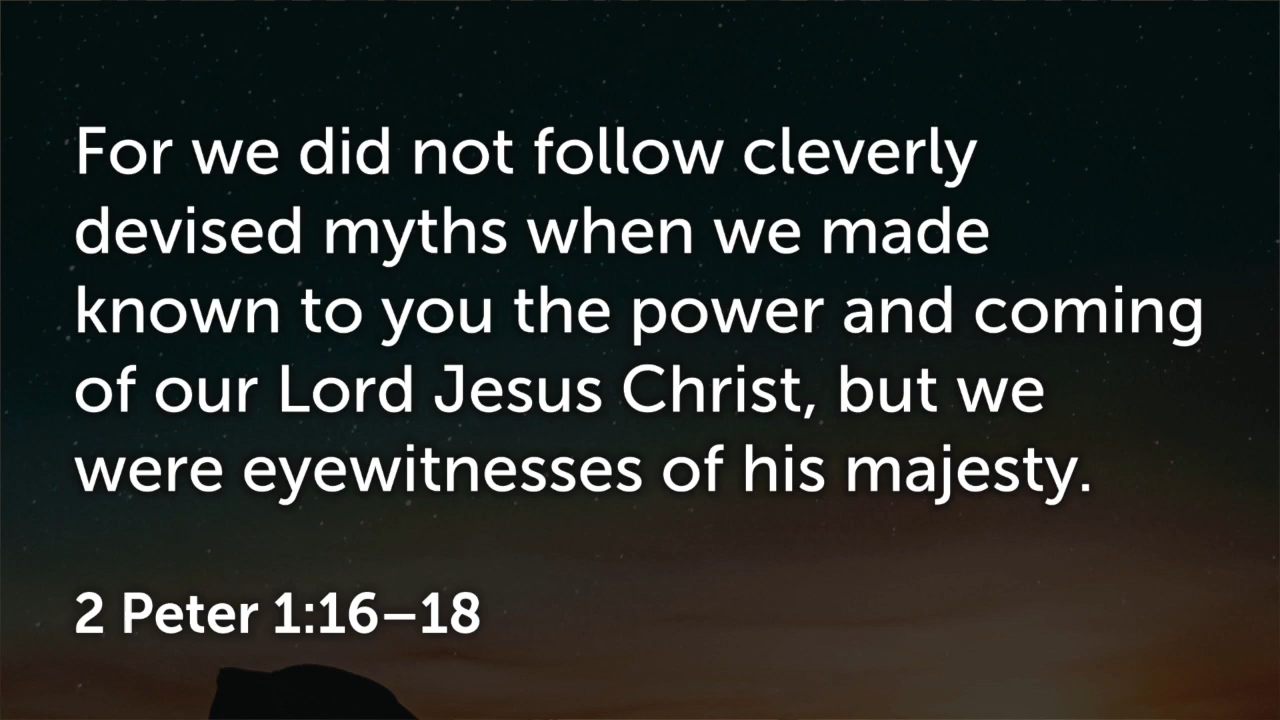 For we did not follow cleverly
devised myths when we made
known to you the power and coming
of our Lord Jesus Christ, but we
were eyewitnesses of his majesty.
2 Peter 1:16–18